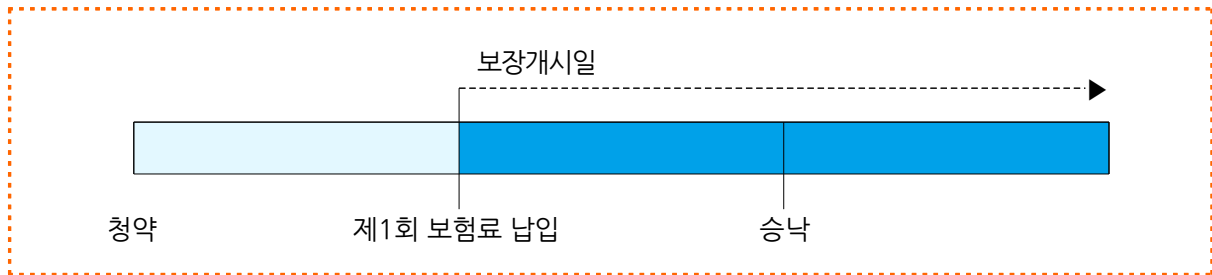 보장개시일
청약
제1회 보험료 납입
승낙